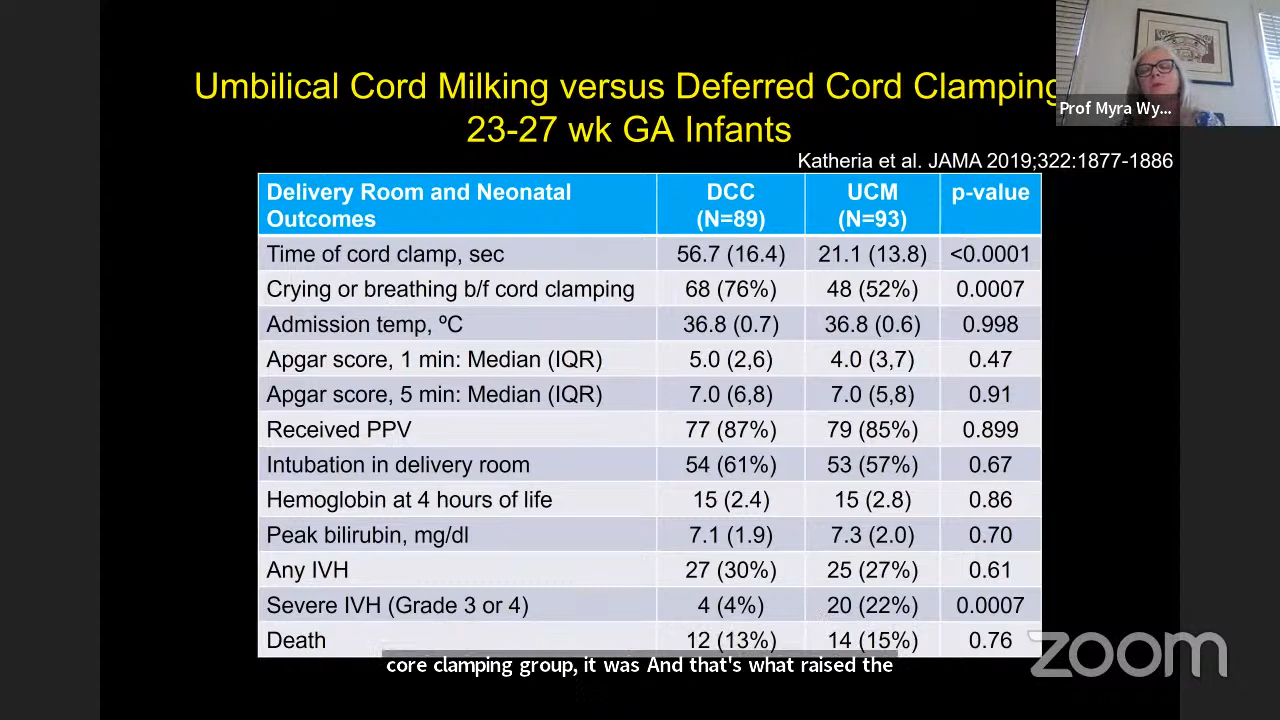 Umbilical Cord Milking versus Deferred Cord Clamping
23-27 wk GA Infants
Prof Myra Wy...
Katheria et al. JAMA 2019;322:1877-1886
Delivery Room and Neonatal Outcomes DCC (N=89) UCM (N=93) p-value
Time of cord clamp, sec 56.7 (16.4) 21.1 (13.8) <0.0001
Crying or breathing b/f cord clamping 68 (76%) 48 (52%) 0.0007
Admission temp, ºC 36.8 (0.7) 36.8 (0.6) 0.998
Apgar score, 1 min: Median (IQR) 5.0 (2,6) 4.0 (3,7) 0.47
Apgar score, 5 min: Median (IQR) 7.0 (6,8) 7.0 (5,8) 0.91
Received PPV 77 (87%) 79 (85%) 0.899
Intubation in delivery room 54 (61%) 53 (57%) 0.67
Hemoglobin at 4 hours of life 15 (2.4) 15 (2.8) 0.86
Peak bilirubin, mg/dl 7.1 (1.9) 7.3 (2.0) 0.70
Any IVH 27 (30%) 25 (27%) 0.61
Severe IVH (Grade 3 or 4) 4 (4%) 20 (22%) 0.0007
Death 12 (13%) 14 (15%) 0.76
core clamping group, it was And that's what raised the
zoom